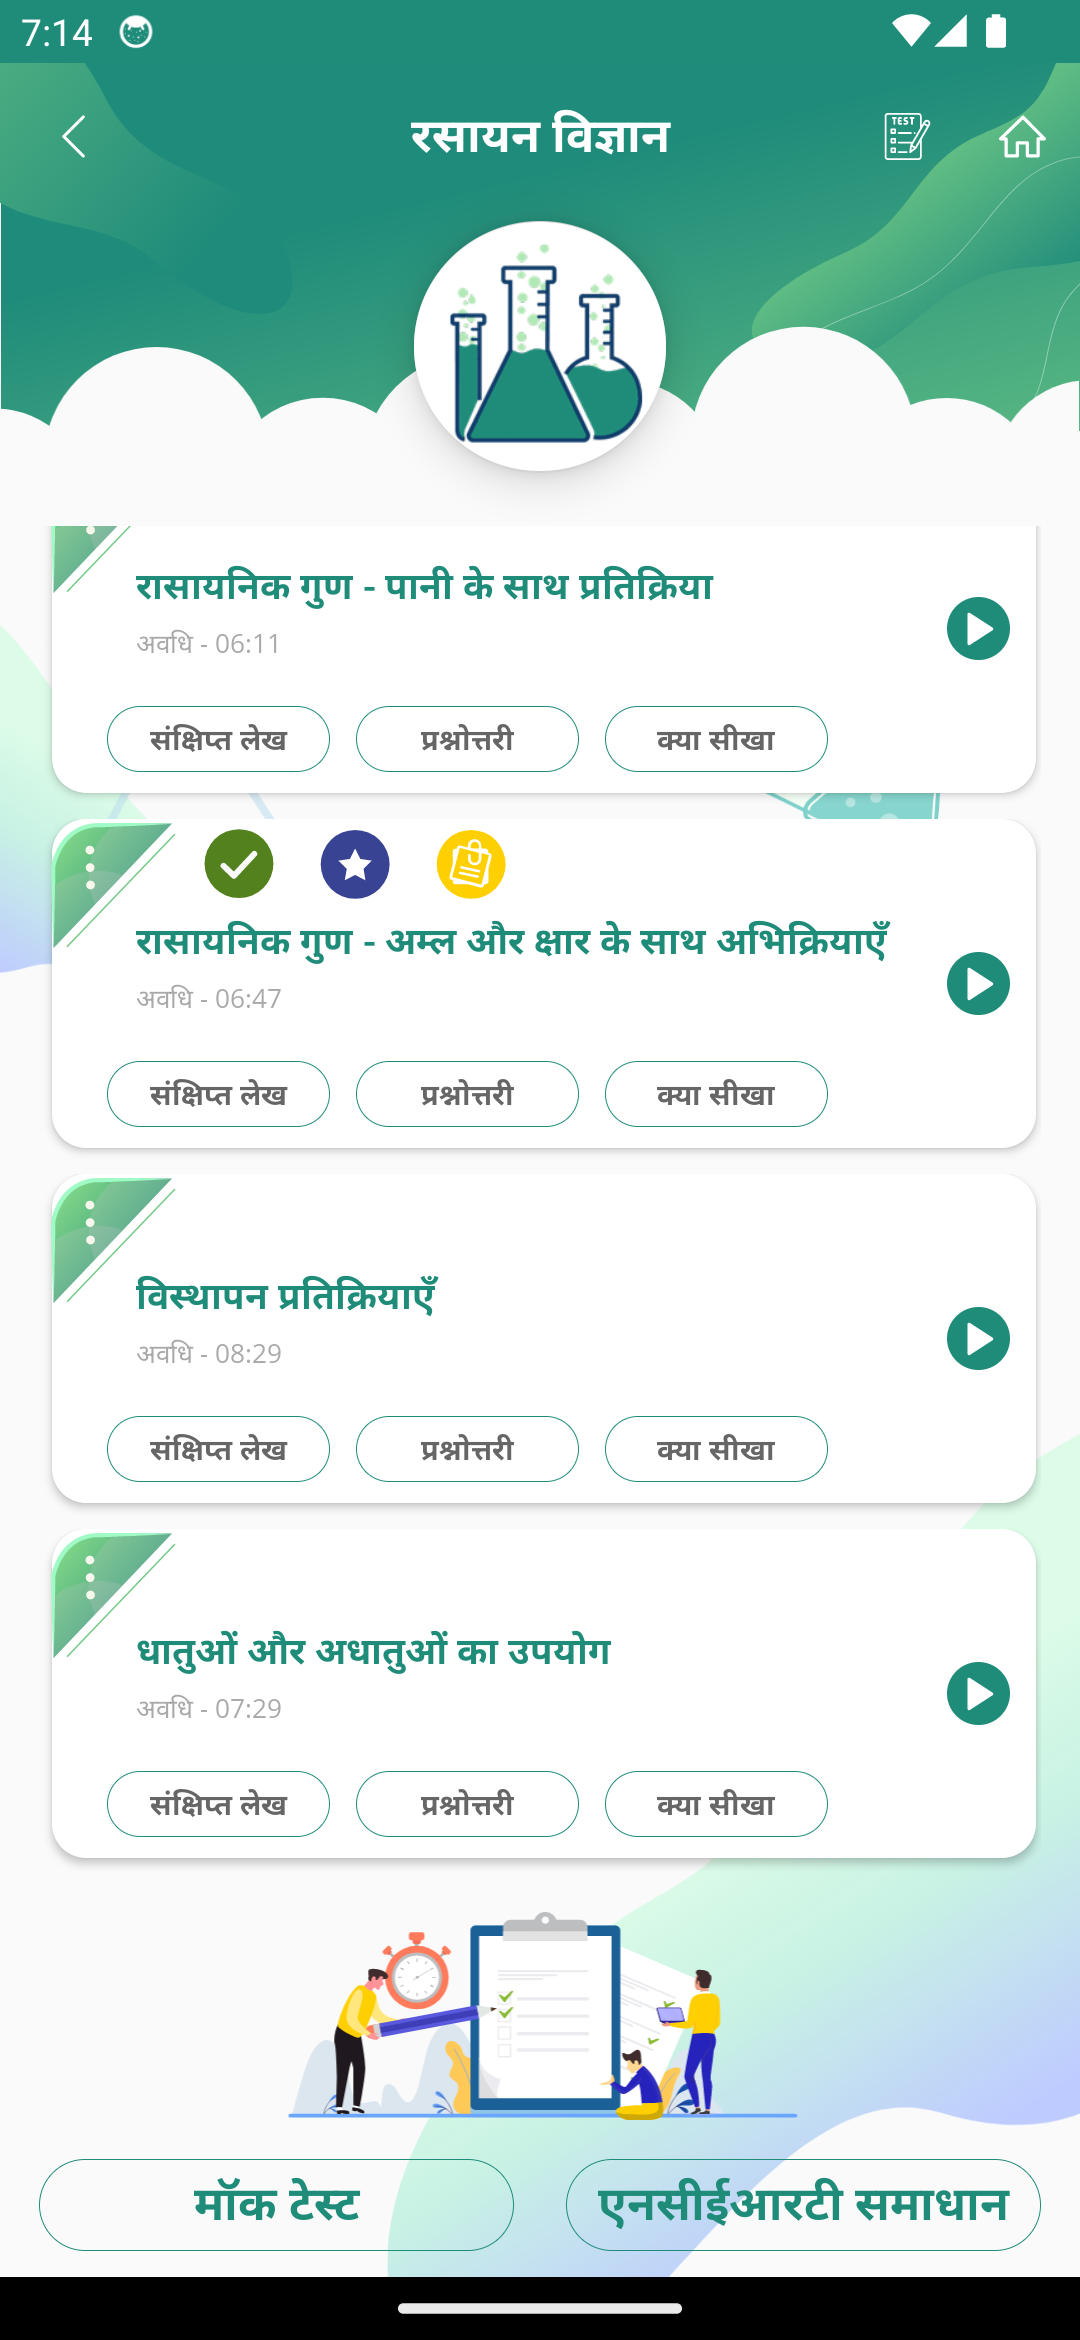 7:14
रसायन विज्ञान
TEST
रासायनिक गुण - पानी के साथ प्रतिक्रिया
अवधि - 06:11
संक्षिप्त लेख प्रश्नोत्तरी क्या सीखा
रासायनिक गुण - अम्ल और क्षार के साथ अभिक्रियाएँ
अवधि - 06:47
संक्षिप्त लेख प्रश्नोत्तरी क्या सीखा
विस्थापन प्रतिक्रियाएँ
अवधि - 08:29
संक्षिप्त लेख प्रश्नोत्तरी क्या सीखा
धातुओं और अधातुओं का उपयोग
अवधि - 07:29
संक्षिप्त लेख प्रश्नोत्तरी क्या सीखा
मॉक टेस्ट एनसीईआरटी समाधान